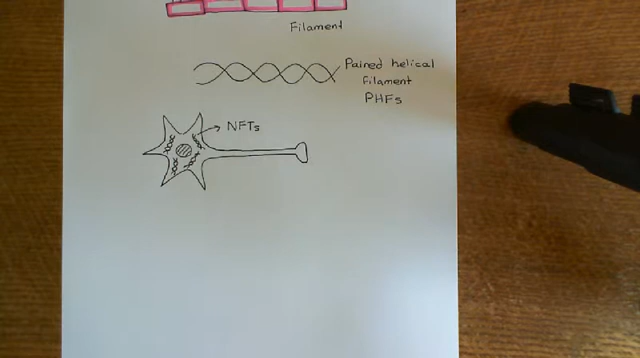 Filament
Paired helical
filament
PHFs
NFTs